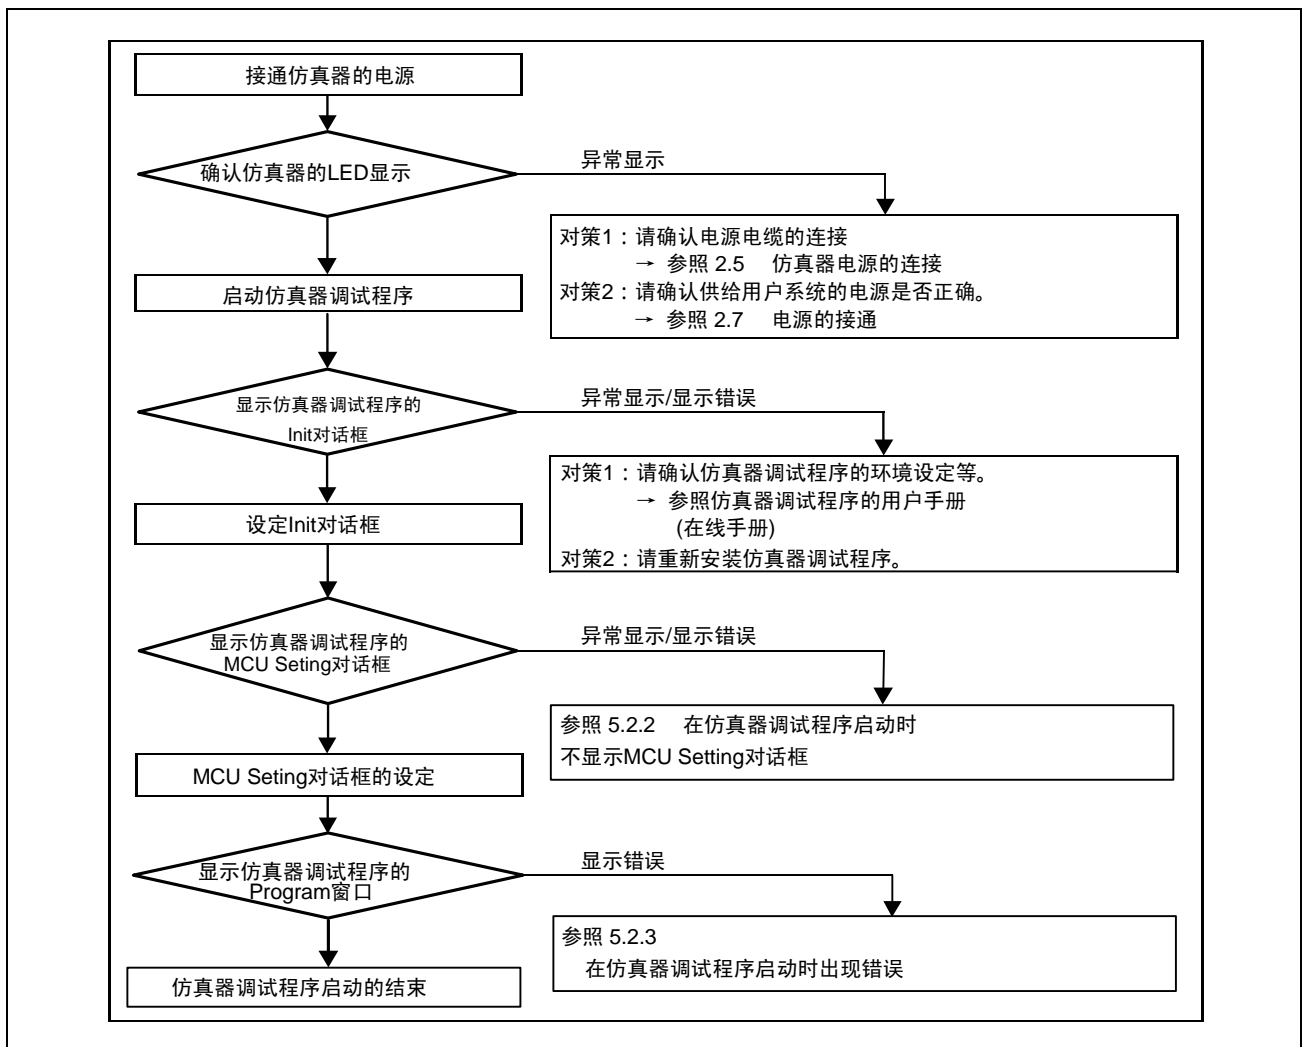 接通仿真器的电源
确认仿真器的LED显示
异常显示
对策1：请确认电源电缆的连接
→ 参照 2.5 仿真器电源的连接
对策2：请确认供给用户系统的电源是否正确。
→ 参照 2.7 电源的接通
启动仿真器调试程序
显示仿真器调试程序的
Init对话框
异常显示/显示错误
对策1：请确认仿真器调试程序的环境设定等。
→ 参照仿真器调试程序的用户手册
(在线手册)
对策2：请重新安装仿真器调试程序。
设定Init对话框
显示仿真器调试程序的
MCU Seting对话框
异常显示/显示错误
参照 5.2.2 在仿真器调试程序启动时
不显示MCU Setting对话框
MCU Seting对话框的设定
显示仿真器调试程序的
Program窗口
显示错误
参照 5.2.3
在仿真器调试程序启动时出现错误
仿真器调试程序启动的结束